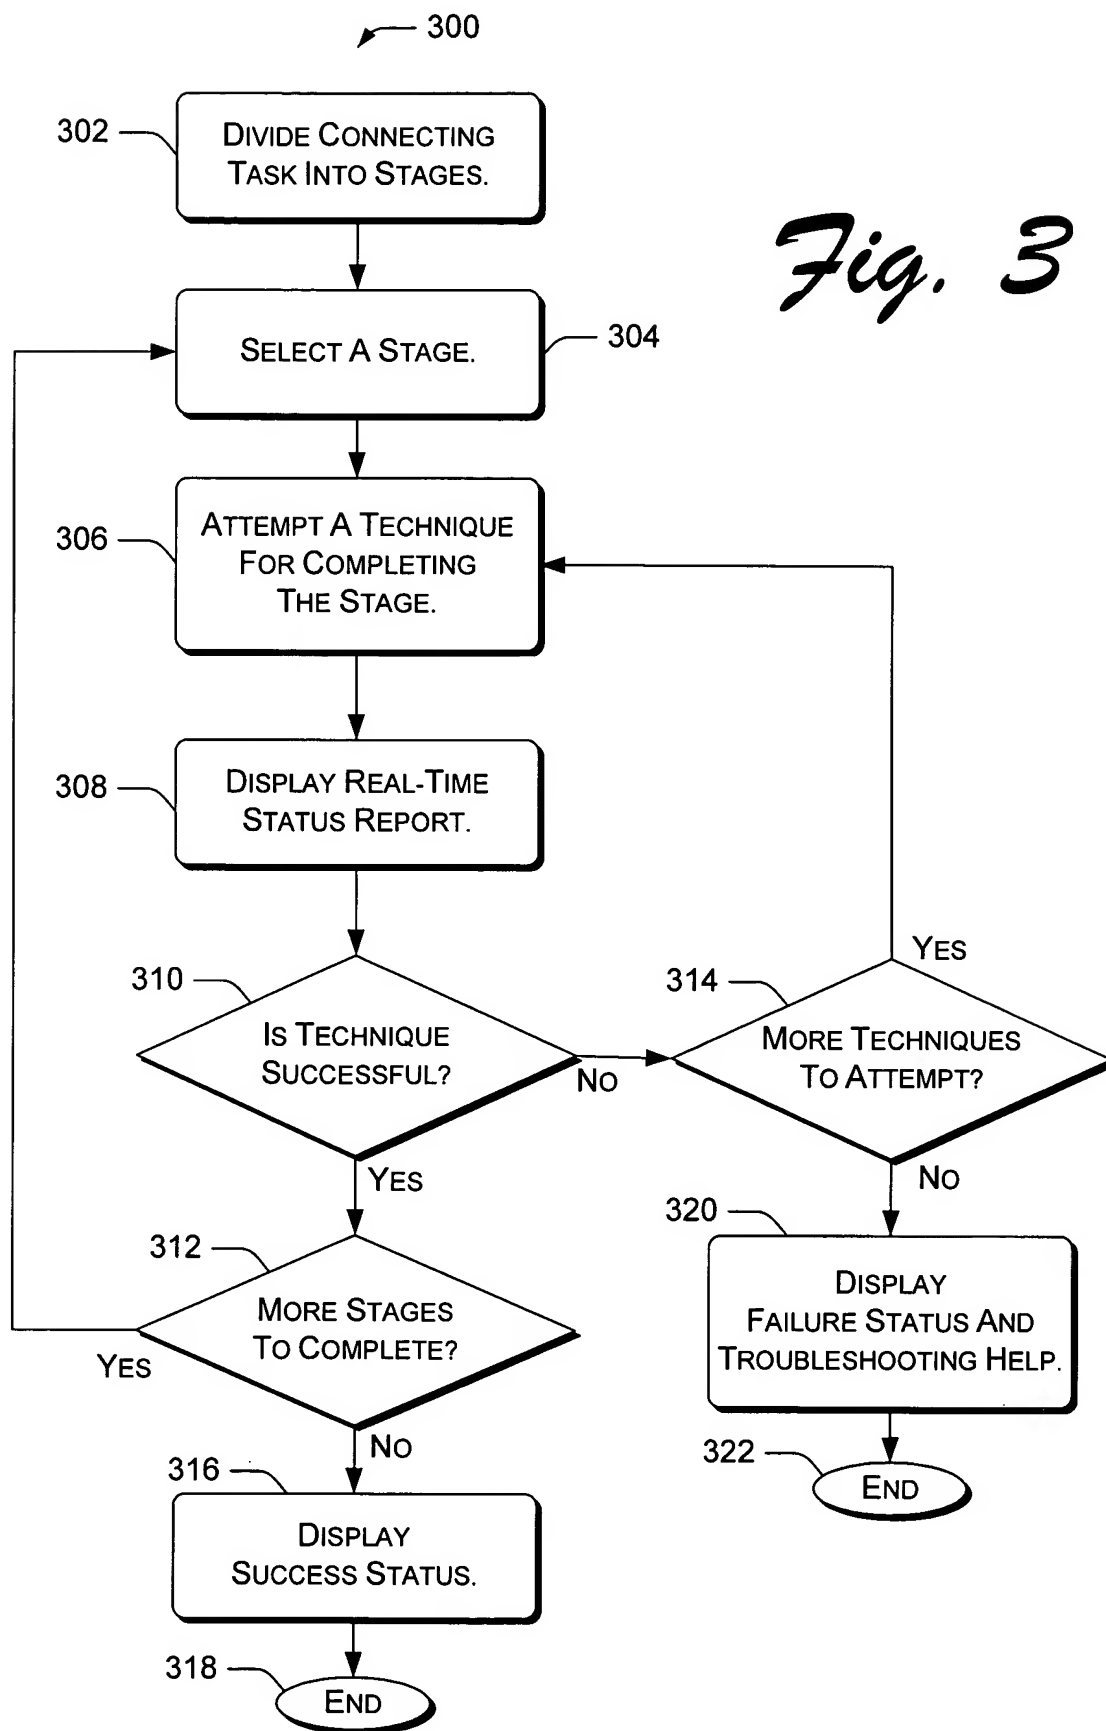 300
302
DIVIDE CONNECTING
TASK INTO STAGES.
Fig. 3
SELECT A STAGE.
304
306
ATTEMPT A TECHNIQUE
FOR COMPLETING
THE STAGE.
308
DISPLAY REAL-TIME
STATUS REPORT.
310
IS TECHNIQUE
SUCCESSFUL?
NO
YES
314
MORE TECHNIQUES
TO ATTEMPT?
YES
NO
312
MORE STAGES
TO COMPLETE?
YES
NO
320
DISPLAY
FAILURE STATUS AND
TROUBLESHOOTING HELP.
322
END
316
DISPLAY
SUCCESS STATUS.
318
END